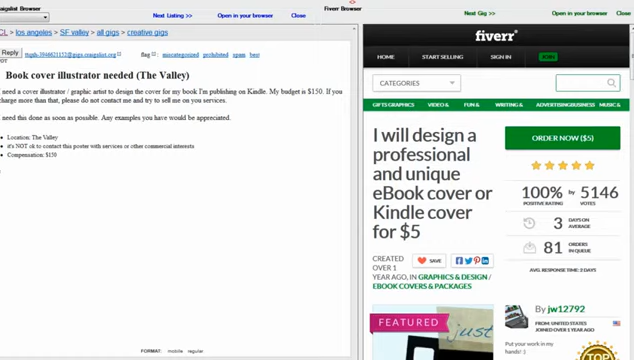 Craigslist Browser
Next Listing >>
Open in your browser
Close
Fiverr Browser
Next Gig >>
Open in your browser
Close
CL > los angeles > SF valley > all gigs > creative gigs
Reply
flag
miscategorized prohibited spam best
Book cover illustrator needed (The Valley)
I need a cover illustrator / graphic artist to design the cover for my book I'm publishing on Kindle. My budget is $150. If you
charge more than that, please do not contact me and try to sell me on your services.
I need this done as soon as possible. Any examples you have would be appreciated.
Location: The Valley
it's NOT ok to contact this poster with services or other commercial interests
Compensation: $150
FORMAT: mobile regular
fiverr
HOME START SELLING SIGN IN JOIN
CATEGORIES
GIFTS GRAPHICS VIDEO & FUN & WRITING & ADVERTISING BUSINESS MUSIC &
I will design a
professional
and unique
eBook cover or
Kindle cover
for $5
CREATED
OVER 1
YEAR AGO, IN GRAPHICS & DESIGN /
EBOOK COVERS & PACKAGES
SAVE
ORDER NOW ($5)
100% by 5146
POSITIVE RATING VOTES
3 DAYS ON
AVERAGE
81 ORDERS
IN QUEUE
AVG. RESPONSE TIME: 2 DAYS
FEATURED
just
By jw12792
FROM: UNITED STATES
JOINED OVER 1 YEAR AGO
Put your work in my
hands! :)
TOP